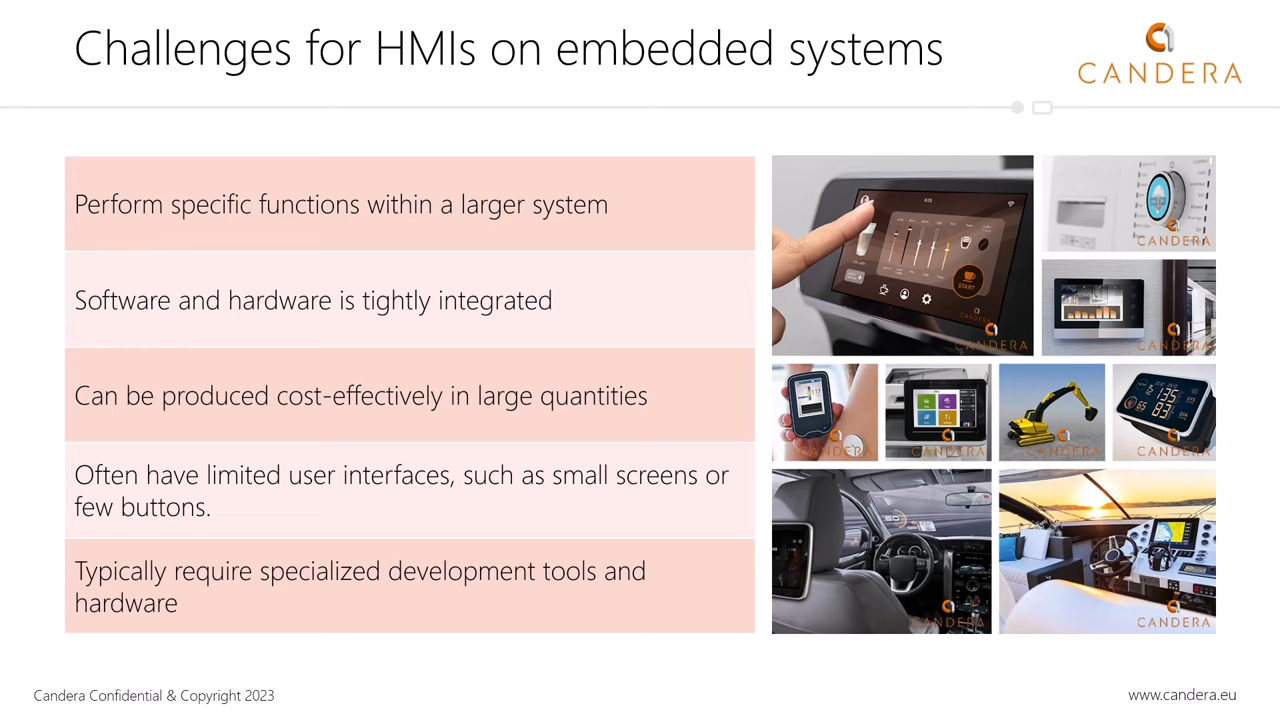 Challenges for HMIs on embedded systems
CANDERA
Perform specific functions within a larger system
Software and hardware is tightly integrated
Can be produced cost-effectively in large quantities
Often have limited user interfaces, such as small screens or
few buttons.
Typically require specialized development tools and
hardware
START
CANDERA
CANDERA
CANDERA
CANDERA
CANDERA
CANDERA
135
83
65
CANDERA
CANDERA
CANDERA
Candera Confidential & Copyright 2023
www.candera.eu